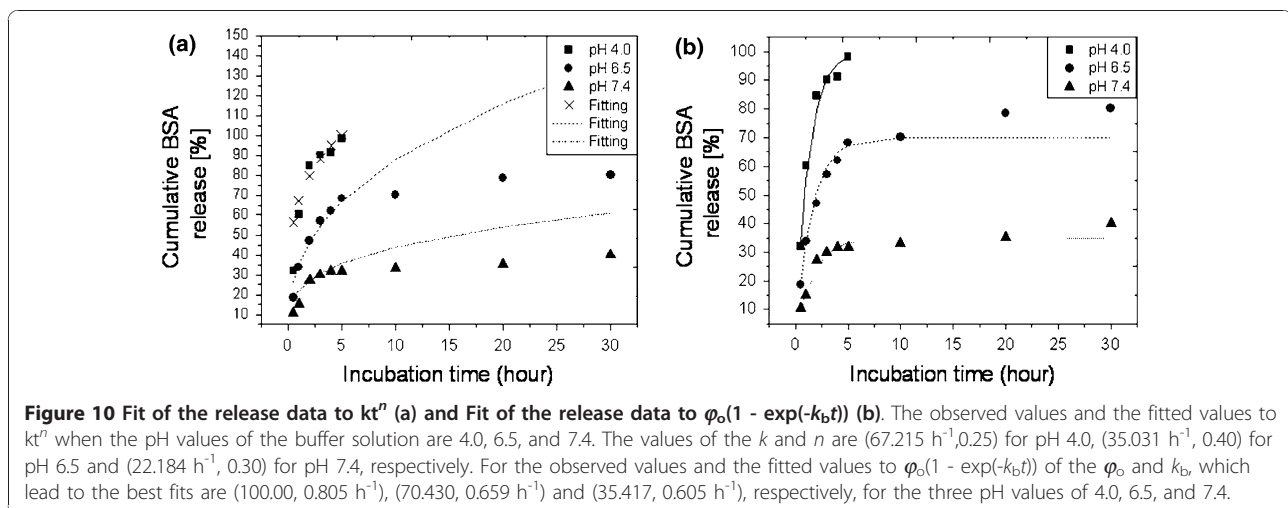 (a)
150
140
130
120
110
100
90
80
70
60
50
40
30
20
10
Cumulative BSA
release [%]
0 5 10 15 20 25 30
Incubation time (hour)
pH 4.0
pH 6.5
pH 7.4
Fitting
Fitting
Fitting
(b)
100
90
80
70
60
50
40
30
20
10
Cumulative BSA
release [%]
0 5 10 15 20 25 30
Incubation time (hour)
pH 4.0
pH 6.5
pH 7.4
Figure 10 Fit of the release data to ktⁿ (a) and Fit of the release data to φₒ(1 - exp(-k_bt)) (b). The observed values and the fitted values to
ktⁿ when the pH values of the buffer solution are 4.0, 6.5, and 7.4. The values of the k and n are (67.215 h⁻¹,0.25) for pH 4.0, (35.031 h⁻¹, 0.40) for
pH 6.5 and (22.184 h⁻¹, 0.30) for pH 7.4, respectively. For the observed values and the fitted values to φₒ(1 - exp(-k_bt)) of the φₒ and k_b, which
lead to the best fits are (100.00, 0.805 h⁻¹), (70.430, 0.659 h⁻¹) and (35.417, 0.605 h⁻¹), respectively, for the three pH values of 4.0, 6.5, and 7.4.